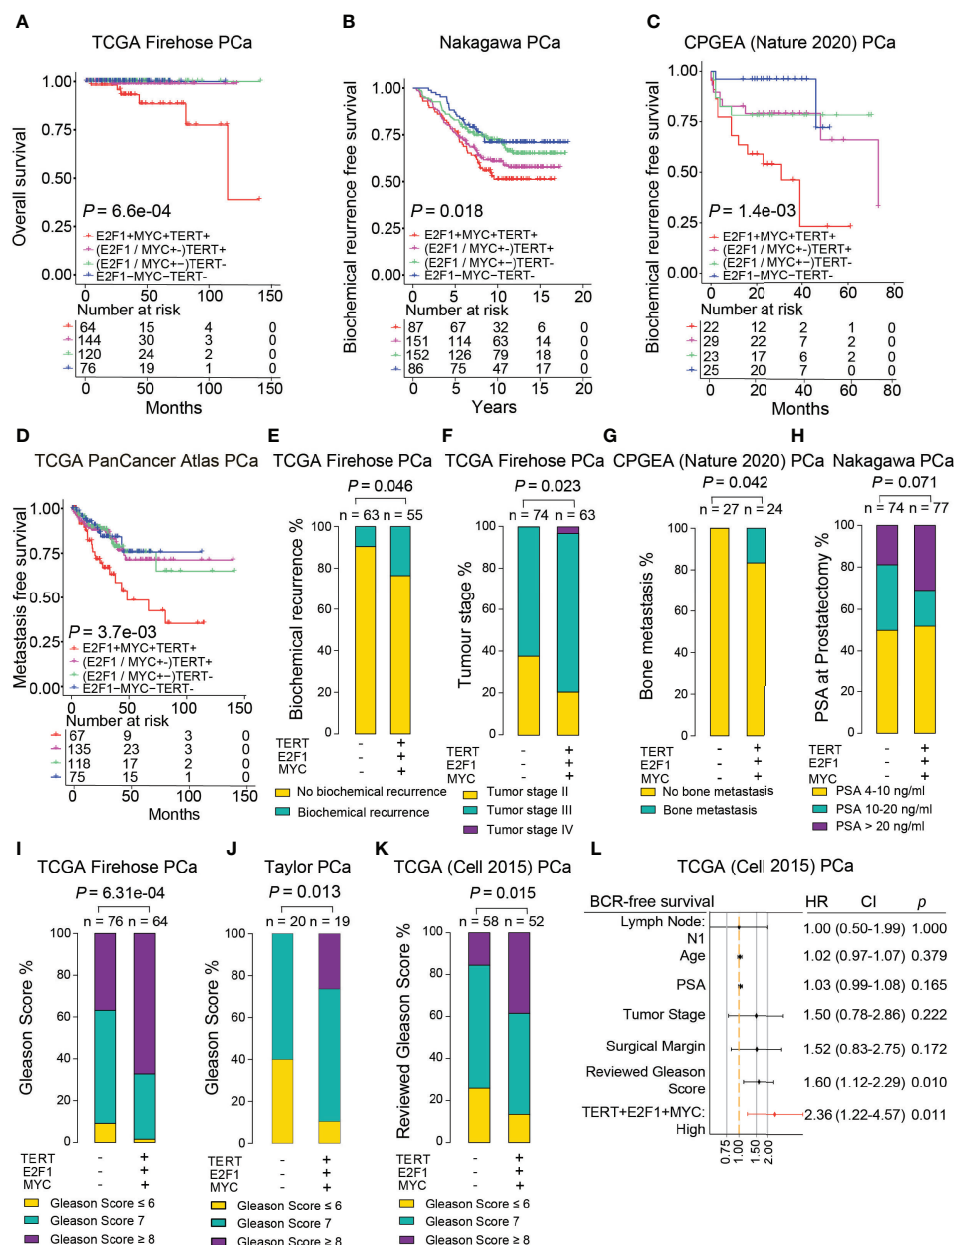 A
TCGA Firehose PCa
Overall survival
1.00
0.75
0.50
0.25
0.00
P = 6.6e-04
E2F1+MYC+TERT+
(E2F1 / MYC+-)TERT+
(E2F1 / MYC+-)TERT-
E2F1-MYC-TERT-
0 50 100 150
Number at risk
64 15 4 0
144 30 3 0
120 24 2 0
76 19 1 0
0 50 100 150
Months
B
Nakagawa PCa
Biochemical reurrence free survival
1.00
0.75
0.50
0.25
0.00
P = 0.018
E2F1+MYC+TERT+
(E2F1 / MYC+-)TERT+
(E2F1 / MYC+-)TERT-
E2F1-MYC-TERT-
0 5 10 15 20
Number at risk
87 67 32 6 0
151 114 63 14 0
152 126 79 18 0
86 75 47 17 0
0 5 10 15 20
Years
C
CPGEA (Nature 2020) PCa
Biochemical reurrence free survival
1.00
0.75
0.50
0.25
0.00
P = 1.4e-03
E2F1+MYC+TERT+
(E2F1 / MYC+-)TERT+
(E2F1 / MYC+-)TERT-
E2F1-MYC-TERT-
0 20 40 60 80
Number at risk
22 12 2 1 0
29 22 7 2 0
23 17 6 2 0
25 20 7 0 0
0 20 40 60 80
Months
D
TCGA PanCancer Atlas PCa
Metastasis free survival
1.00
0.75
0.50
0.25
0.00
P = 3.7e-03
E2F1+MYC+TERT+
(E2F1 / MYC+-)TERT+
(E2F1 / MYC+-)TERT-
E2F1-MYC-TERT-
0 50 100 150
Number at risk
67 9 3 0
135 23 3 0
118 17 2 0
75 15 1 0
0 50 100 150
Months
E
TCGA Firehose PCa
P = 0.046
n = 63 n = 55
Biochemical recurrence %
100
80
60
40
20
0
TERT - +
E2F1 - +
MYC - +
No biochemical recurrence
Biochemical recurrence
F
TCGA Firehose PCa
P = 0.023
n = 74 n = 63
Tumour stage %
100
80
60
40
20
0
TERT - +
E2F1 - +
MYC - +
Tumor stage II
Tumor stage III
Tumor stage IV
G
CPGEA (Nature 2020) PCa
P = 0.042
n = 27 n = 24
Bone metastasis %
100
80
60
40
20
0
TERT - +
E2F1 - +
MYC - +
No bone metastasis
Bone metastasis
H
Nakagawa PCa
P = 0.071
n = 74 n = 77
PSA at Prostatectomy %
100
80
60
40
20
0
TERT - +
E2F1 - +
MYC - +
PSA 4-10 ng/ml
PSA 10-20 ng/ml
PSA > 20 ng/ml
I
TCGA Firehose PCa
P = 6.31e-04
n = 76 n = 64
Gleason Score %
100
80
60
40
20
0
TERT - +
E2F1 - +
MYC - +
Gleason Score ≤ 6
Gleason Score 7
Gleason Score ≥ 8
J
Taylor PCa
P = 0.013
n = 20 n = 19
Gleason Score %
100
80
60
40
20
0
TERT - +
E2F1 - +
MYC - +
Gleason Score ≤ 6
Gleason Score 7
Gleason Score ≥ 8
K
TCGA (Cell 2015) PCa
P = 0.015
n = 58 n = 52
Reviewed Gleason Score %
100
80
60
40
20
0
TERT - +
E2F1 - +
MYC - +
Gleason Score ≤ 6
Gleason Score 7
Gleason Score ≥ 8
L
TCGA (Cell 2015) PCa
BCR-free survival HR CI p
Lymph Node: 1.00 (0.50-1.99) 1.000
N1
Age 1.02 (0.97-1.07) 0.379
PSA 1.03 (0.99-1.08) 0.165
Tumor Stage 1.50 (0.78-2.86) 0.222
Surgical Margin 1.52 (0.83-2.75) 0.172
Reviewed Gleason 1.60 (1.12-2.29) 0.010
Score
TERT+E2F1+MYC: 2.36 (1.22-4.57) 0.011
High
0.75 1.00 1.50 2.00